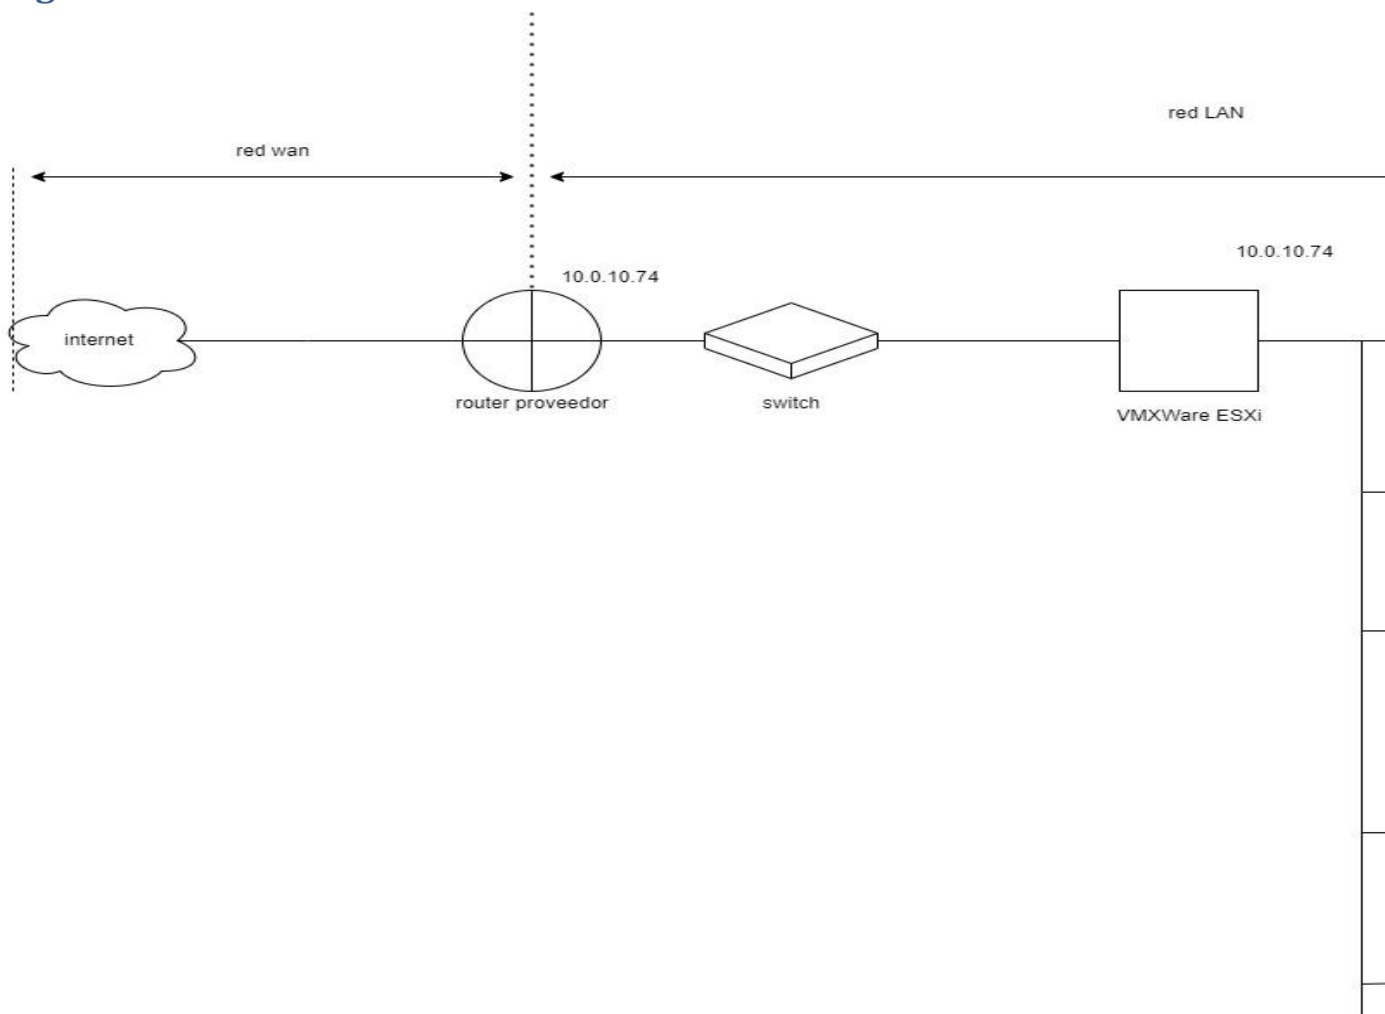 red LAN
red wan
10.0.10.74
10.0.10.74
internet
router proveedor
switch
VMXWare ESXi